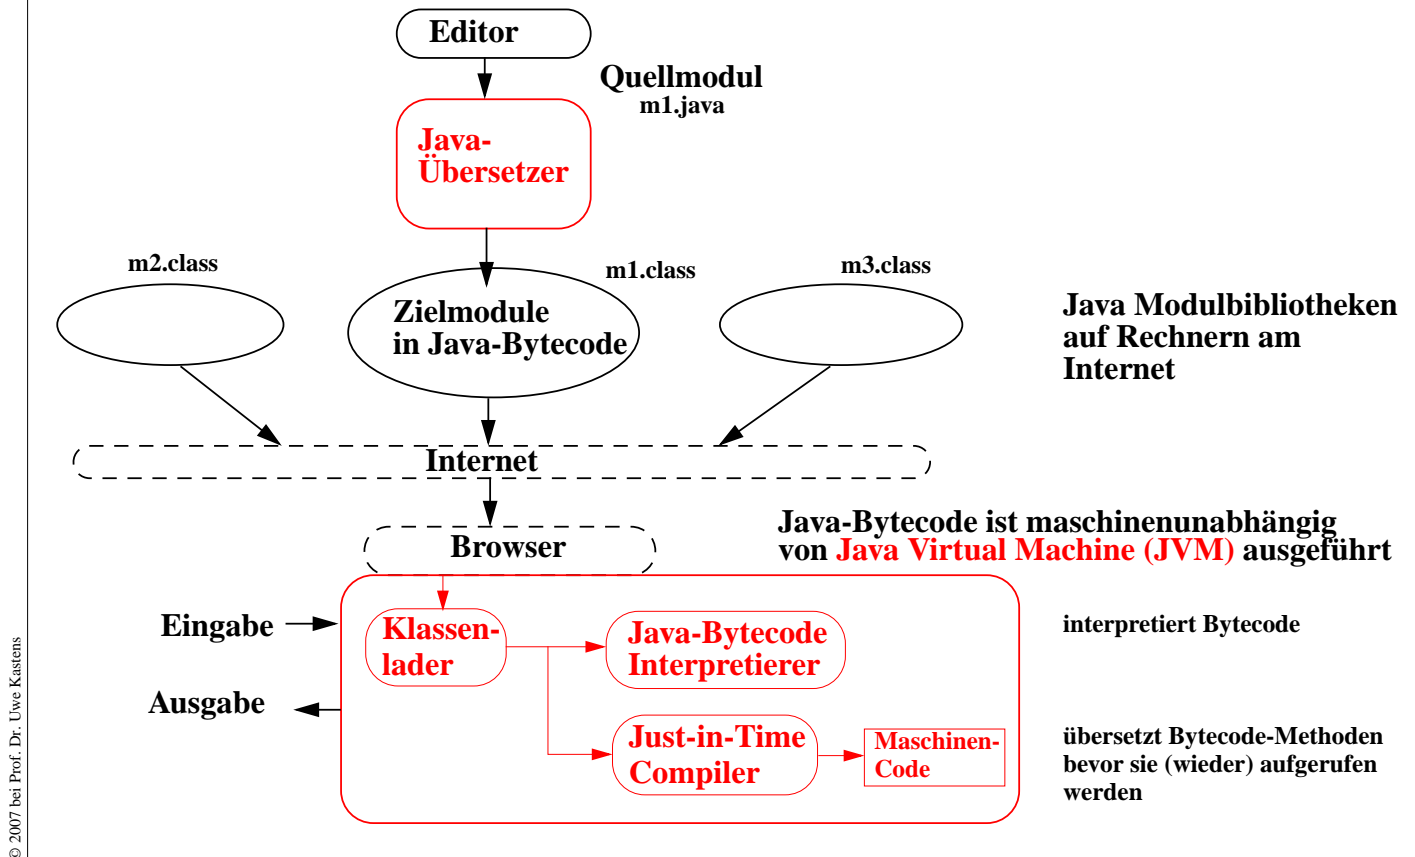 Editor
Quellmodul
m1.java
Java-
Übersetzer
m2.class
m1.class
m3.class
Zielmodule
in Java-Bytecode
Java Modulbibliotheken
auf Rechnern am
Internet
Internet
Browser
Java-Bytecode ist maschinenunabhängig
von Java Virtual Machine (JVM) ausgeführt
Eingabe
Klassen-
lader
Java-Bytecode
Interpretierer
interpretiert Bytecode
Ausgabe
Just-in-Time
Compiler
Maschinen-
Code
übersetzt Bytecode-Methoden
bevor sie (wieder) aufgerufen
werden
© 2007 bei Prof. Dr. Uwe Kastens